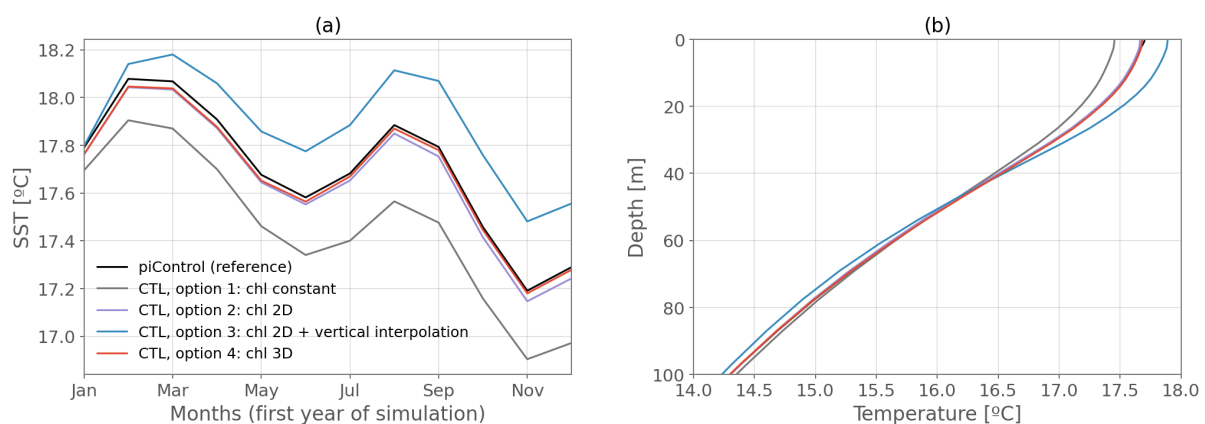 (a)
18.2
18.0
17.8
17.6
17.4
17.2
17.0
SST [ºC]
piControl (reference)
CTL, option 1: chl constant
CTL, option 2: chl 2D
CTL, option 3: chl 2D + vertical interpolation
CTL, option 4: chl 3D
Jan Mar May Jul Sep Nov
Months (first year of simulation)
(b)
0
20
40
60
80
100
Depth [m]
14.0 14.5 15.0 15.5 16.0 16.5 17.0 17.5 18.0
Temperature [ºC]